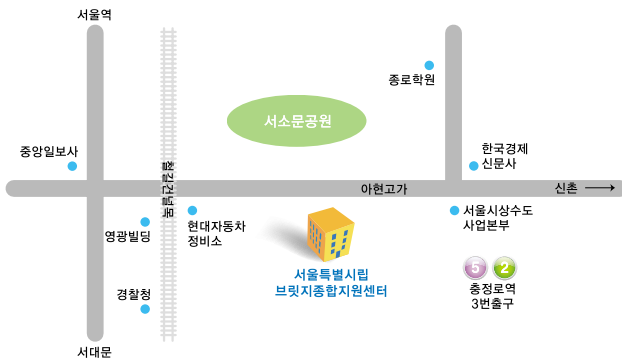 서울역
종로학원
서소문공원
중앙일보사
한국경제
신문사
철길건널목
아현고가
신촌
현대자동차
정비소
서울시상수도
사업본부
영광빌딩
서울특별시립
브릿지종합지원센터
5 2
충정로역
3번출구
경찰청
서대문